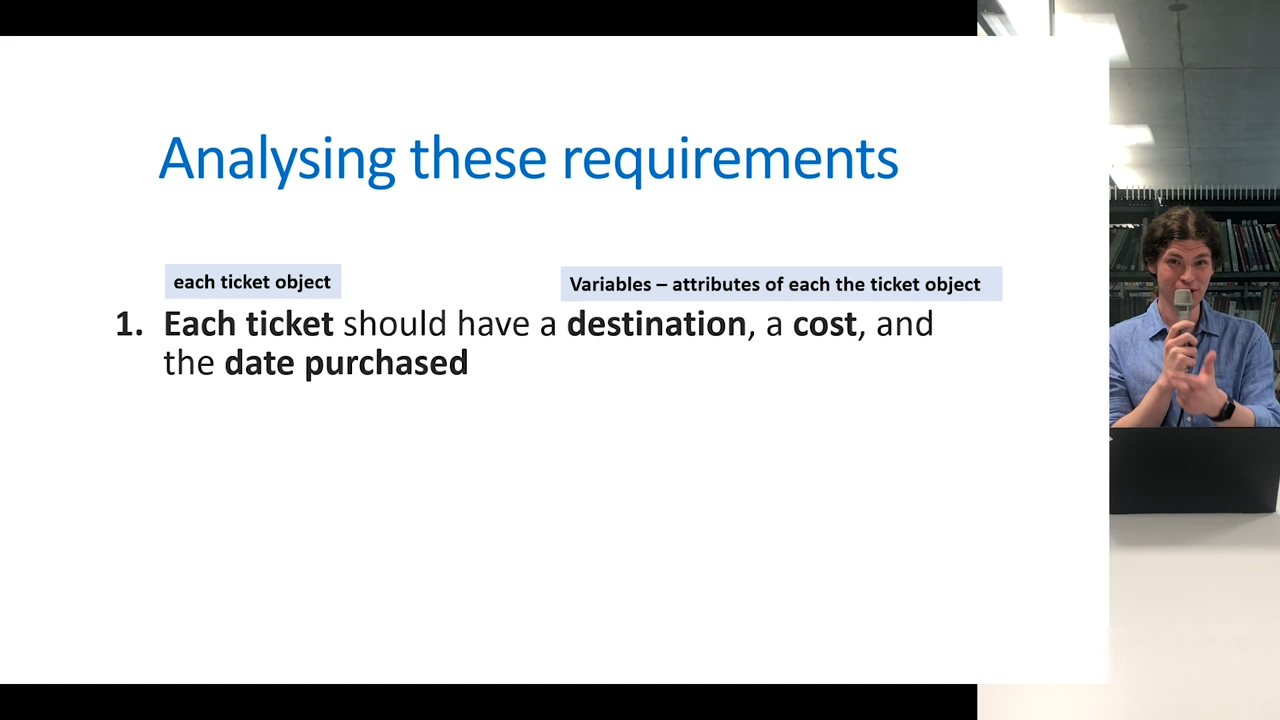 Analysing these requirements
each ticket object
Variables – attributes of each the ticket object
1. Each ticket should have a destination, a cost, and
the date purchased